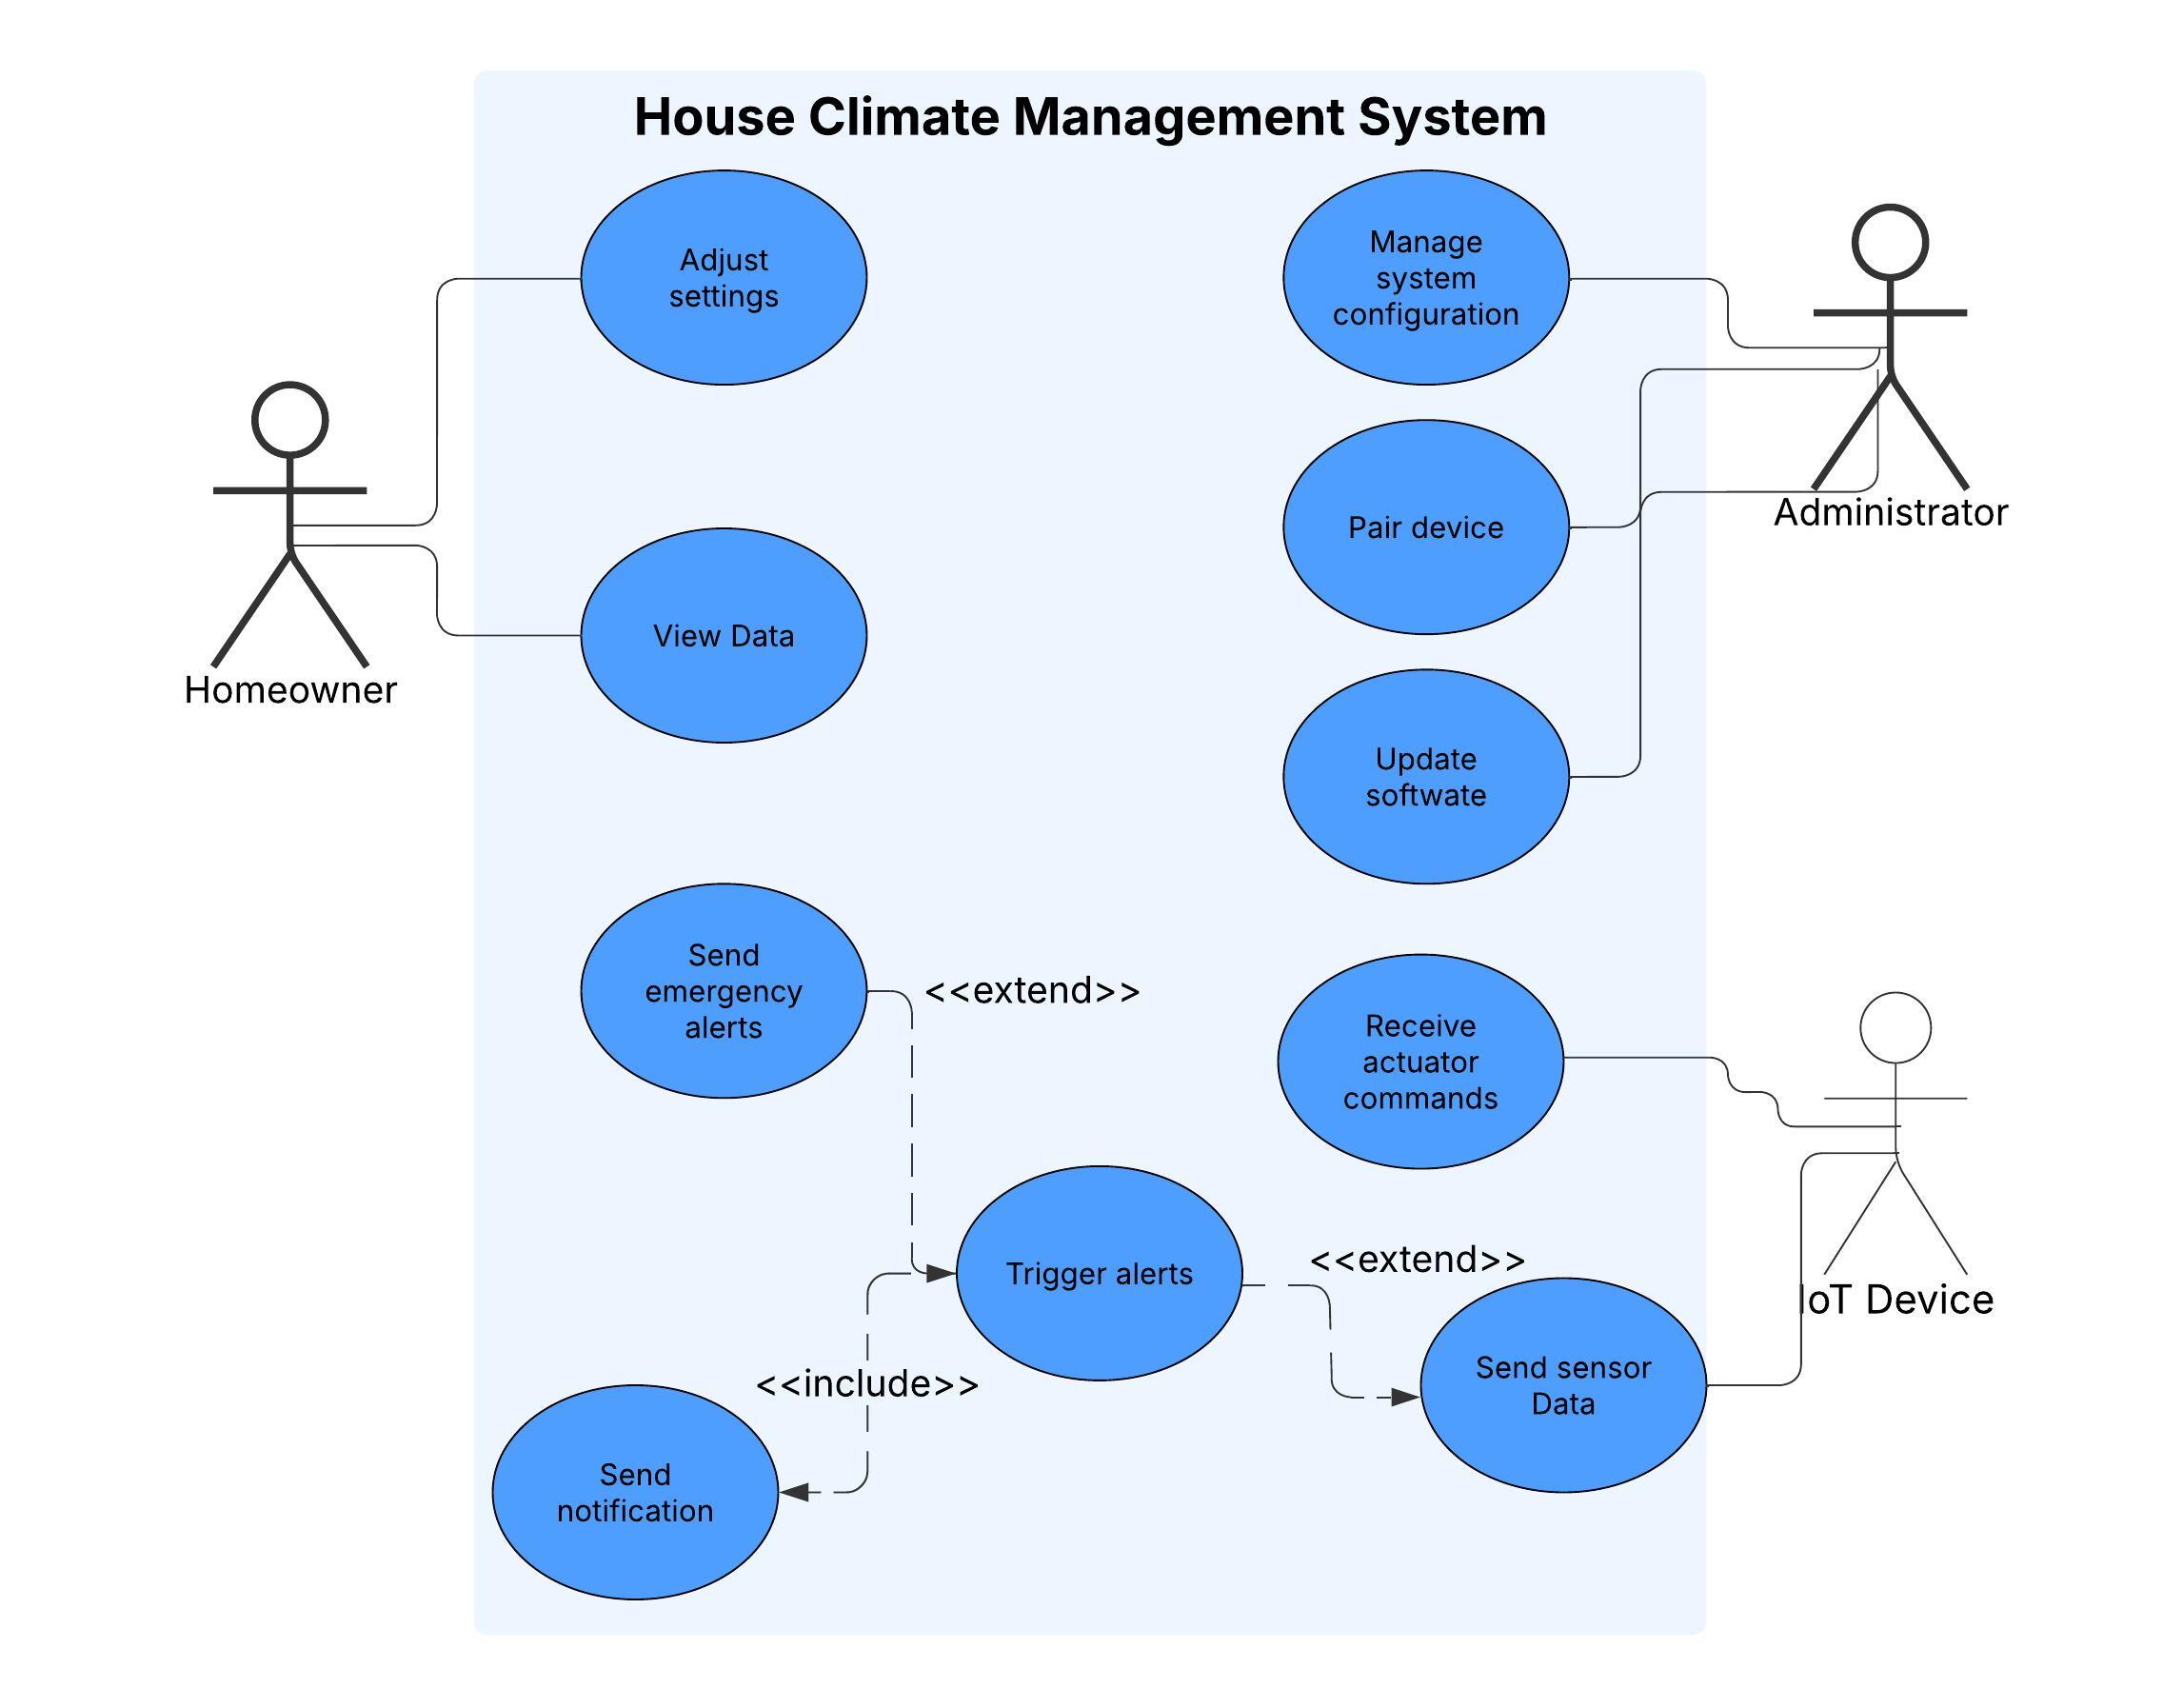 House Climate Management System
Adjust
settings
Manage
system
configuration
Homeowner
View Data
Pair device
Administrator
Update
softwate
Send
emergency
alerts
<<extend>>
Receive
actuator
commands
Trigger alerts
<<extend>>
IoT Device
<<include>>
Send sensor
Data
Send
notification